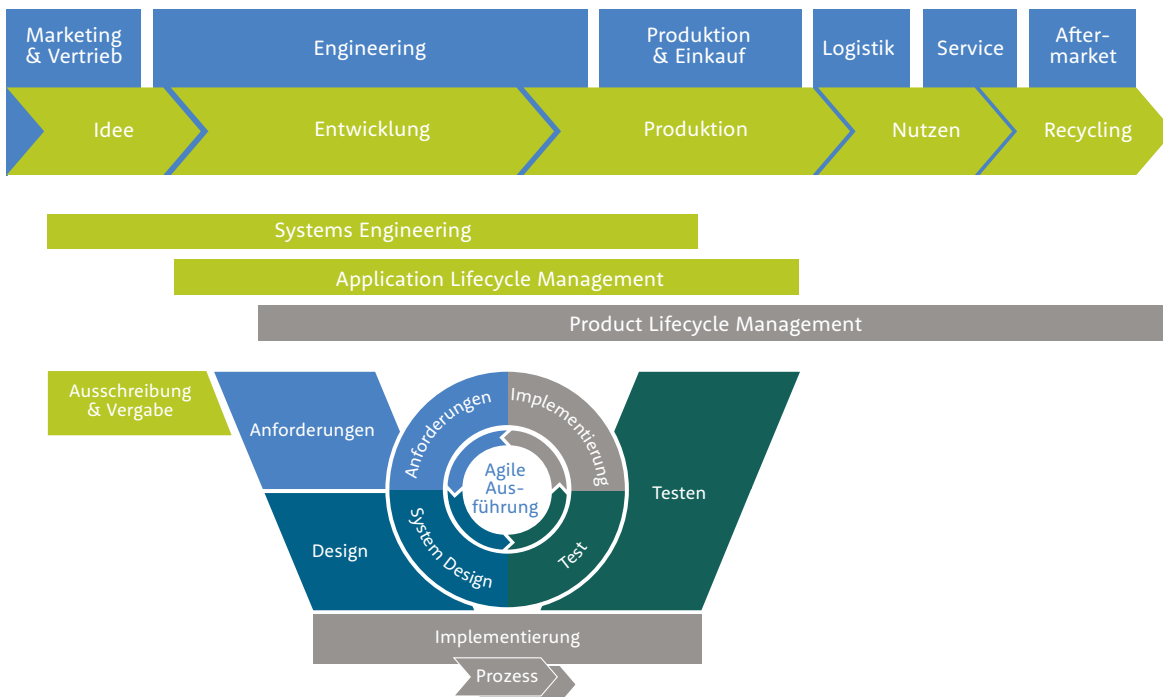 Marketing
& Vertrieb
Engineering
Produktion
& Einkauf
Logistik
Service
After-
market
Idee
Entwicklung
Produktion
Nutzen
Recycling
Systems Engineering
Application Lifecycle Management
Product Lifecycle Management
Ausschreibung
& Vergabe
Anforderungen
Design
Anforderungen
Implementierung
System Design
Test
Agile
Aus-
führung
Testen
Implementierung
Prozess